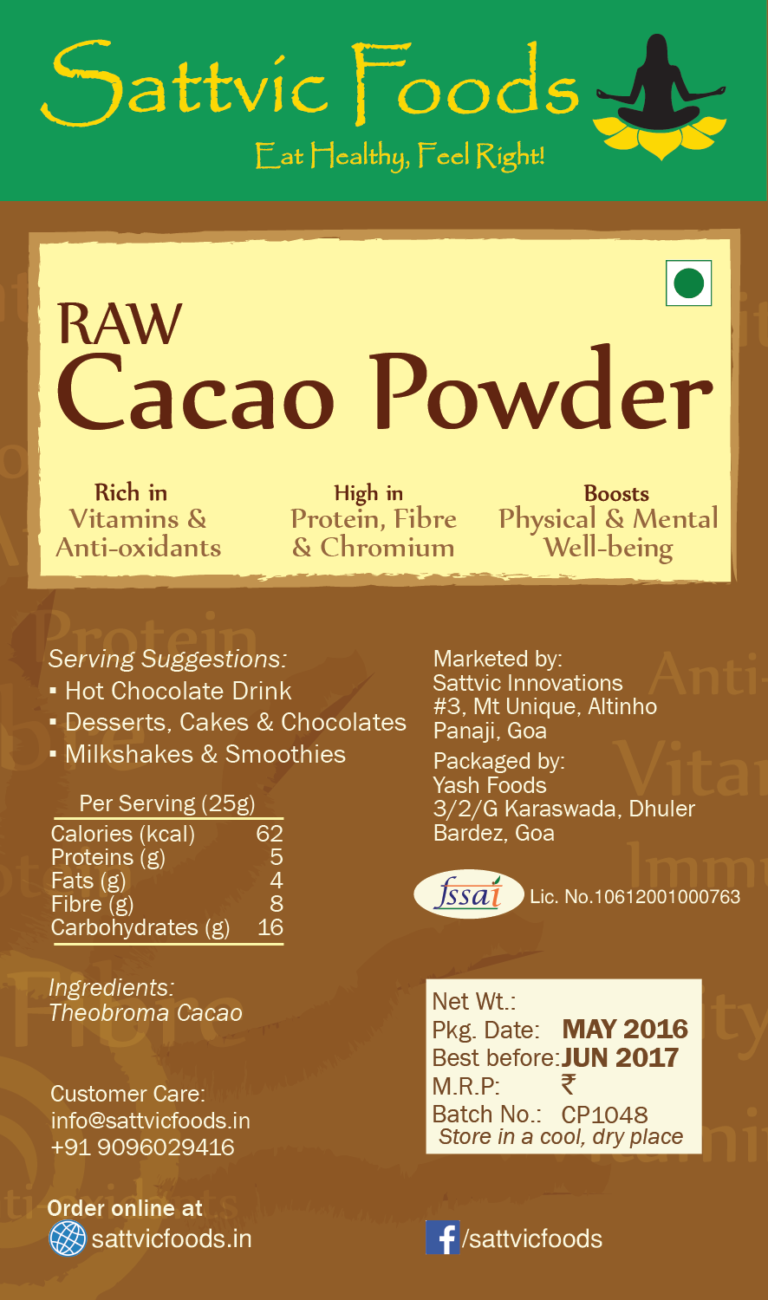 Sattvic Foods
Eat Healthy, Feel Right!
RAW
Cacao Powder
Rich in
Vitamins &
Anti-oxidants
High in
Protein, Fibre
& Chromium
Boosts
Physical & Mental
Well-being
Protein
Serving Suggestions:
▪ Hot Chocolate Drink
▪ Desserts, Cakes & Chocolates
▪ Milkshakes & Smoothies
Per Serving (25g)
Calories (kcal) 62
Proteins (g) 5
Fats (g) 4
Fibre (g) 8
Carbohydrates (g) 16
Ingredients:
Theobroma Cacao
Fibre
Customer Care:
info@sattvicfoods.in
+91 9096029416
Order online at
sattvicfoods.in
Marketed by:
Sattvic Innovations
#3, Mt Unique, Altinho
Panaji, Goa
Packaged by:
Yash Foods
3/2/G Karaswada, Dhuler
Bardez, Goa
fssai Lic. No.10612001000763
Net Wt.:
Pkg. Date: MAY 2016
Best before: JUN 2017
M.R.P: ₹
Batch No.: CP1048
Store in a cool, dry place
f /sattvicfoods